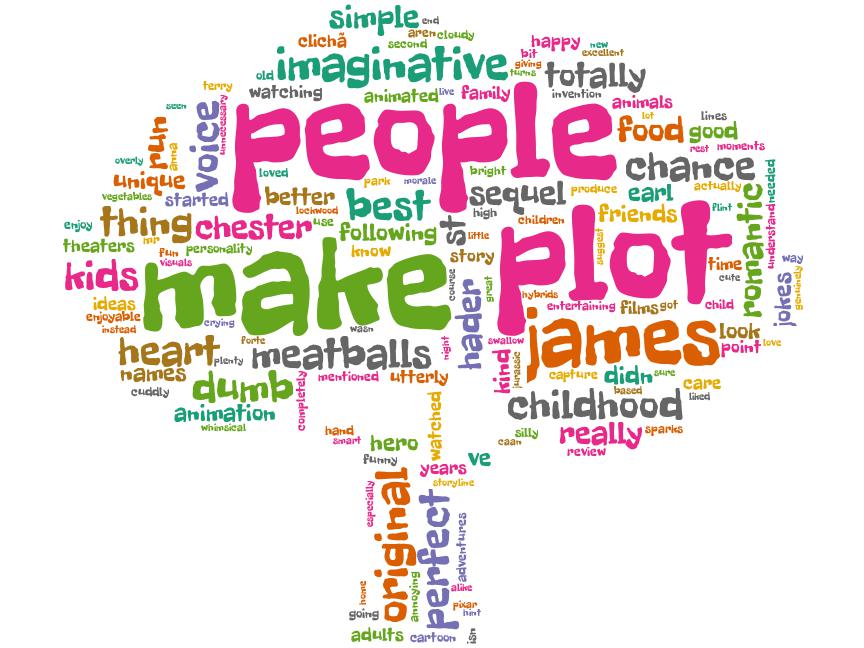 simple end
clichã second aren cloudy
happy new
bit excellent
giving
old imaginative turns totally
watching animated live family invention
terry animals
seen voice unnecessary people lot lines
run anna food good
rest moments
overly chance
unique loved park morale bright
vegetables started better sequel produce earl actually needed
lockwood best high friends flint romantic understand
enjoy thing chester use following st little children suggest
theaters mr personality know story plot
fun visuals time way
kids make course great cute jokes genuinely
ideas hybrids entertaining films got child
enjoyable crying hader
instead forte wasn james look
heart plenty meatballs night swallow point love
names mentioned utterly kind jurassic capture didn sure
cuddly dumb completely based care
animation childhood liked
whimsical watched
hand silly really sparks
smart hero caan
funny review
years ve
especially original storyline
perfect adventures
home annoying alike
going pixar
hint
adults cartoon isn